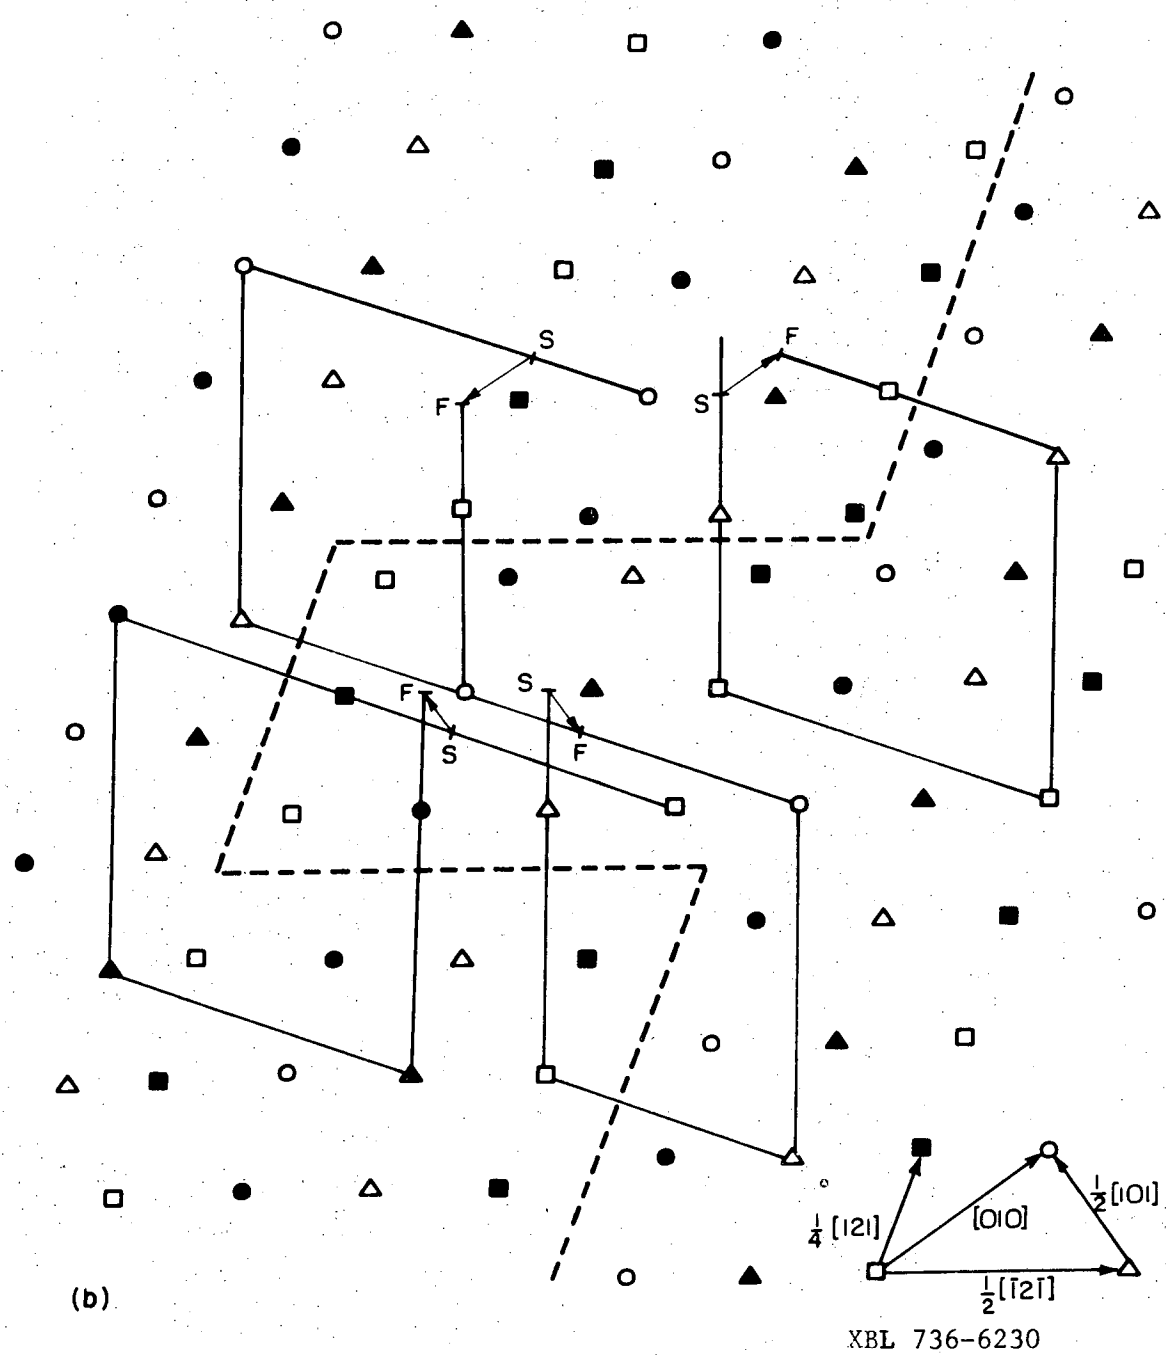 S
F
F
S
F
S
S
F
1/2 [101]
[010]
1/4 [121]
1/2 [1̄21̄]
(b)
XBL 736-6230